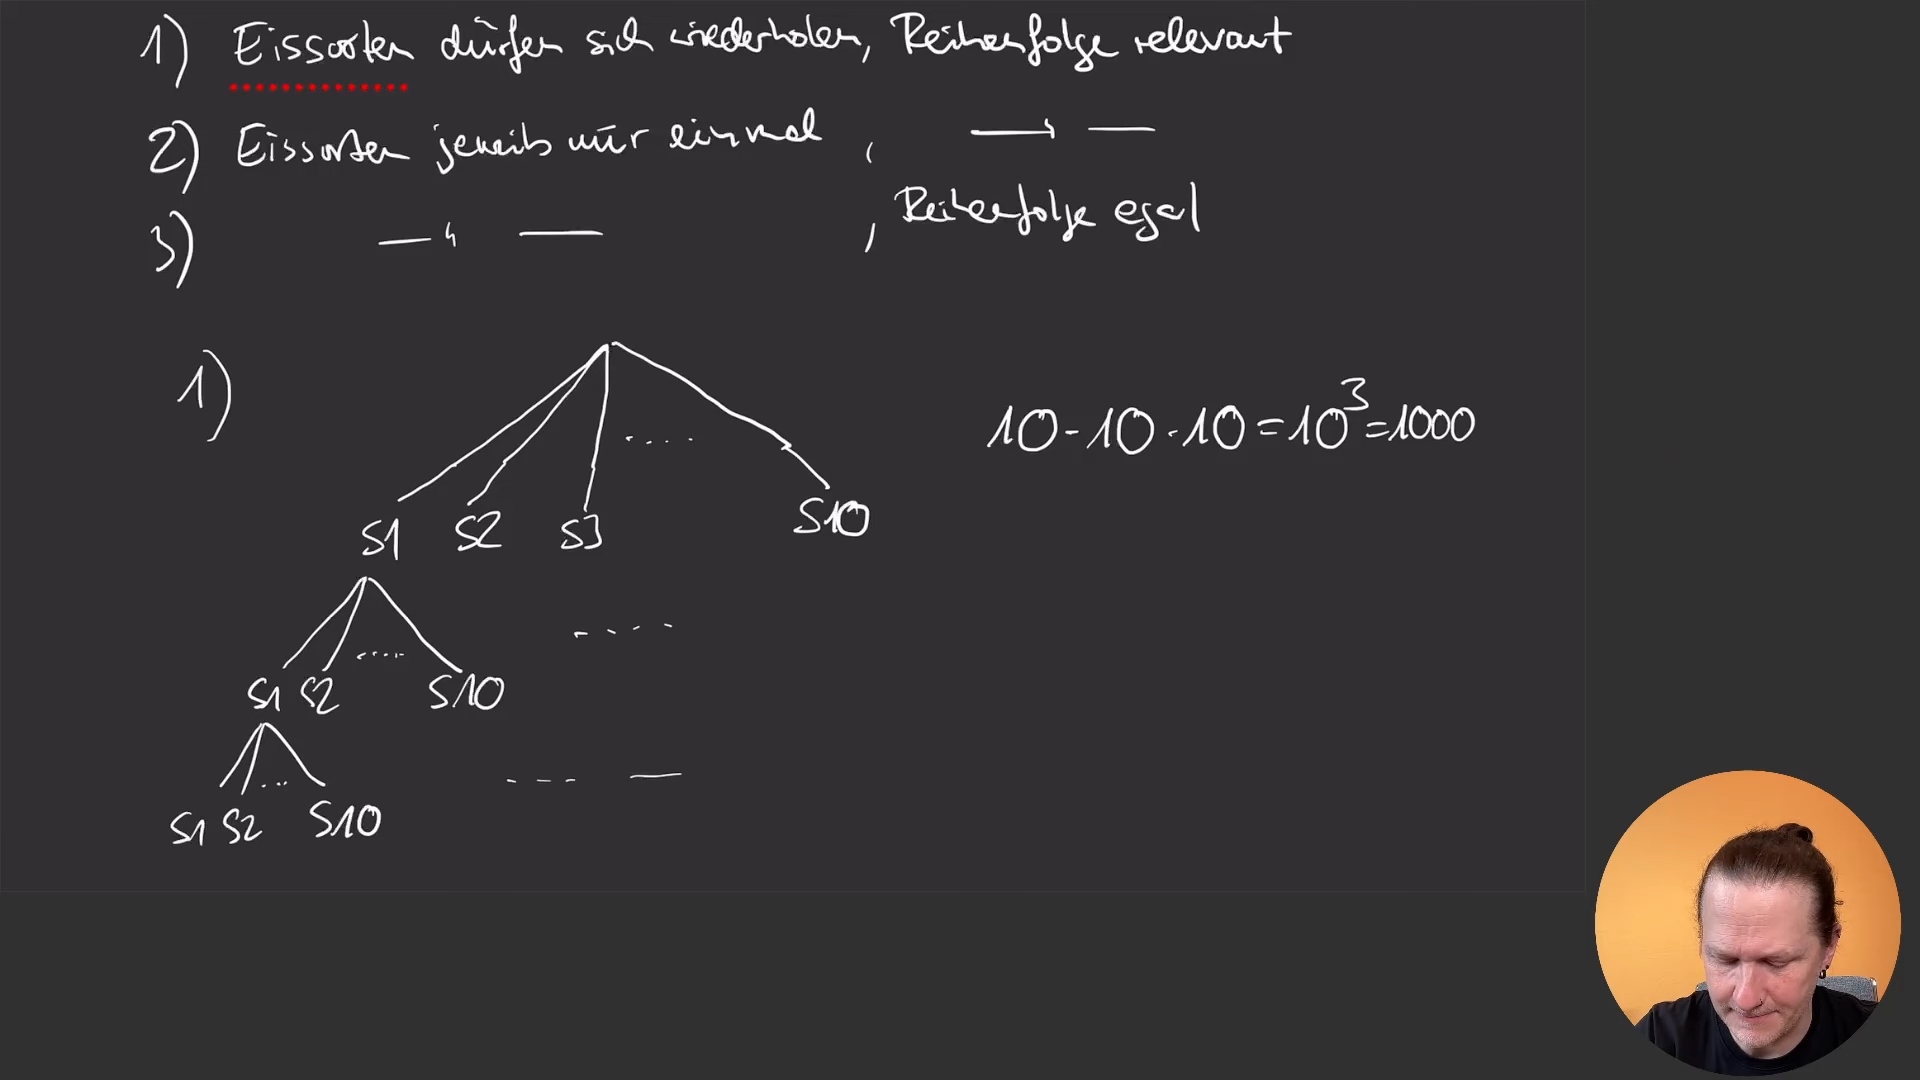 1) Eissorten dürfen sich wiederholen, Reihenfolge relevant
2) Eissorten jeweils nur einmal, — " —
3) — " — , Reihenfolge egal
1)
10 · 10 · 10 = 10³ = 1000
....
S1 S2 S3 S10
.... ....
S1 S2 S10
... --- —
S1 S2 S10